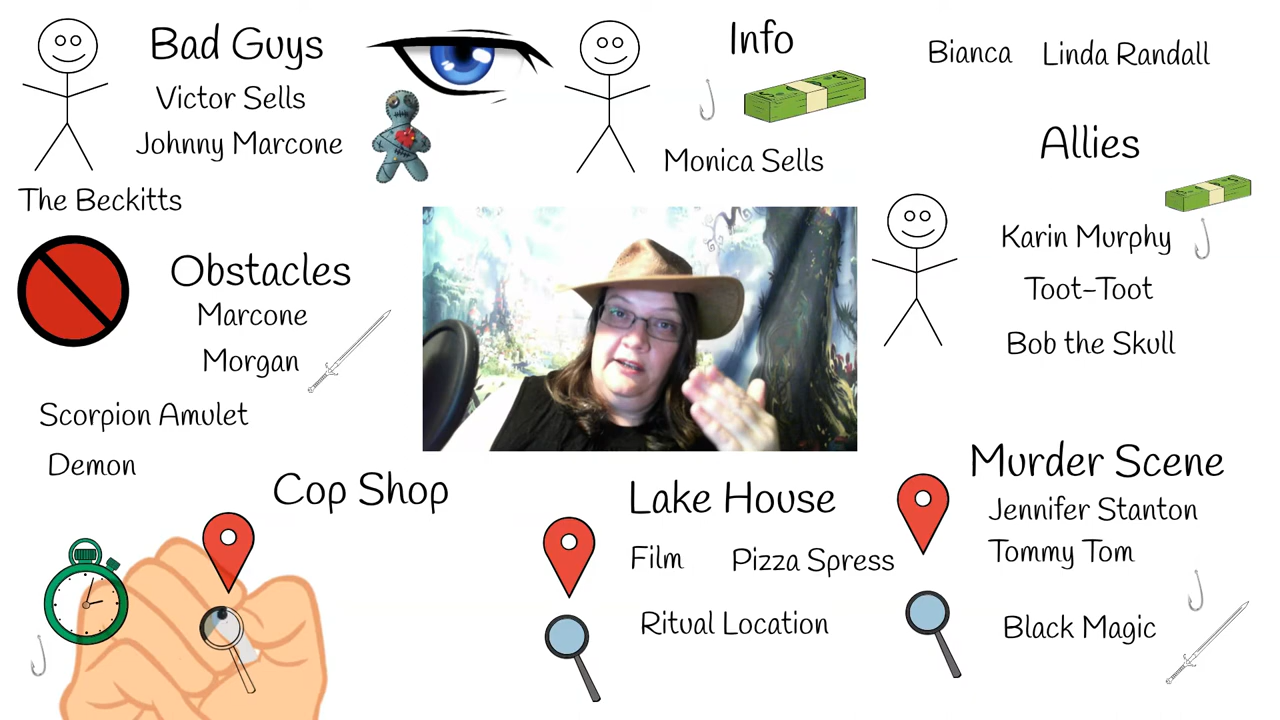 Bad Guys
Victor Sells
Johnny Marcone
The Beckitts
Obstacles
Marcone
Morgan
Scorpion Amulet
Demon
Cop Shop
Info
Monica Sells
Bianca
Linda Randall
Allies
Karin Murphy
Toot-Toot
Bob the Skull
Lake House
Film
Pizza Spress
Ritual Location
Murder Scene
Jennifer Stanton
Tommy Tom
Black Magic